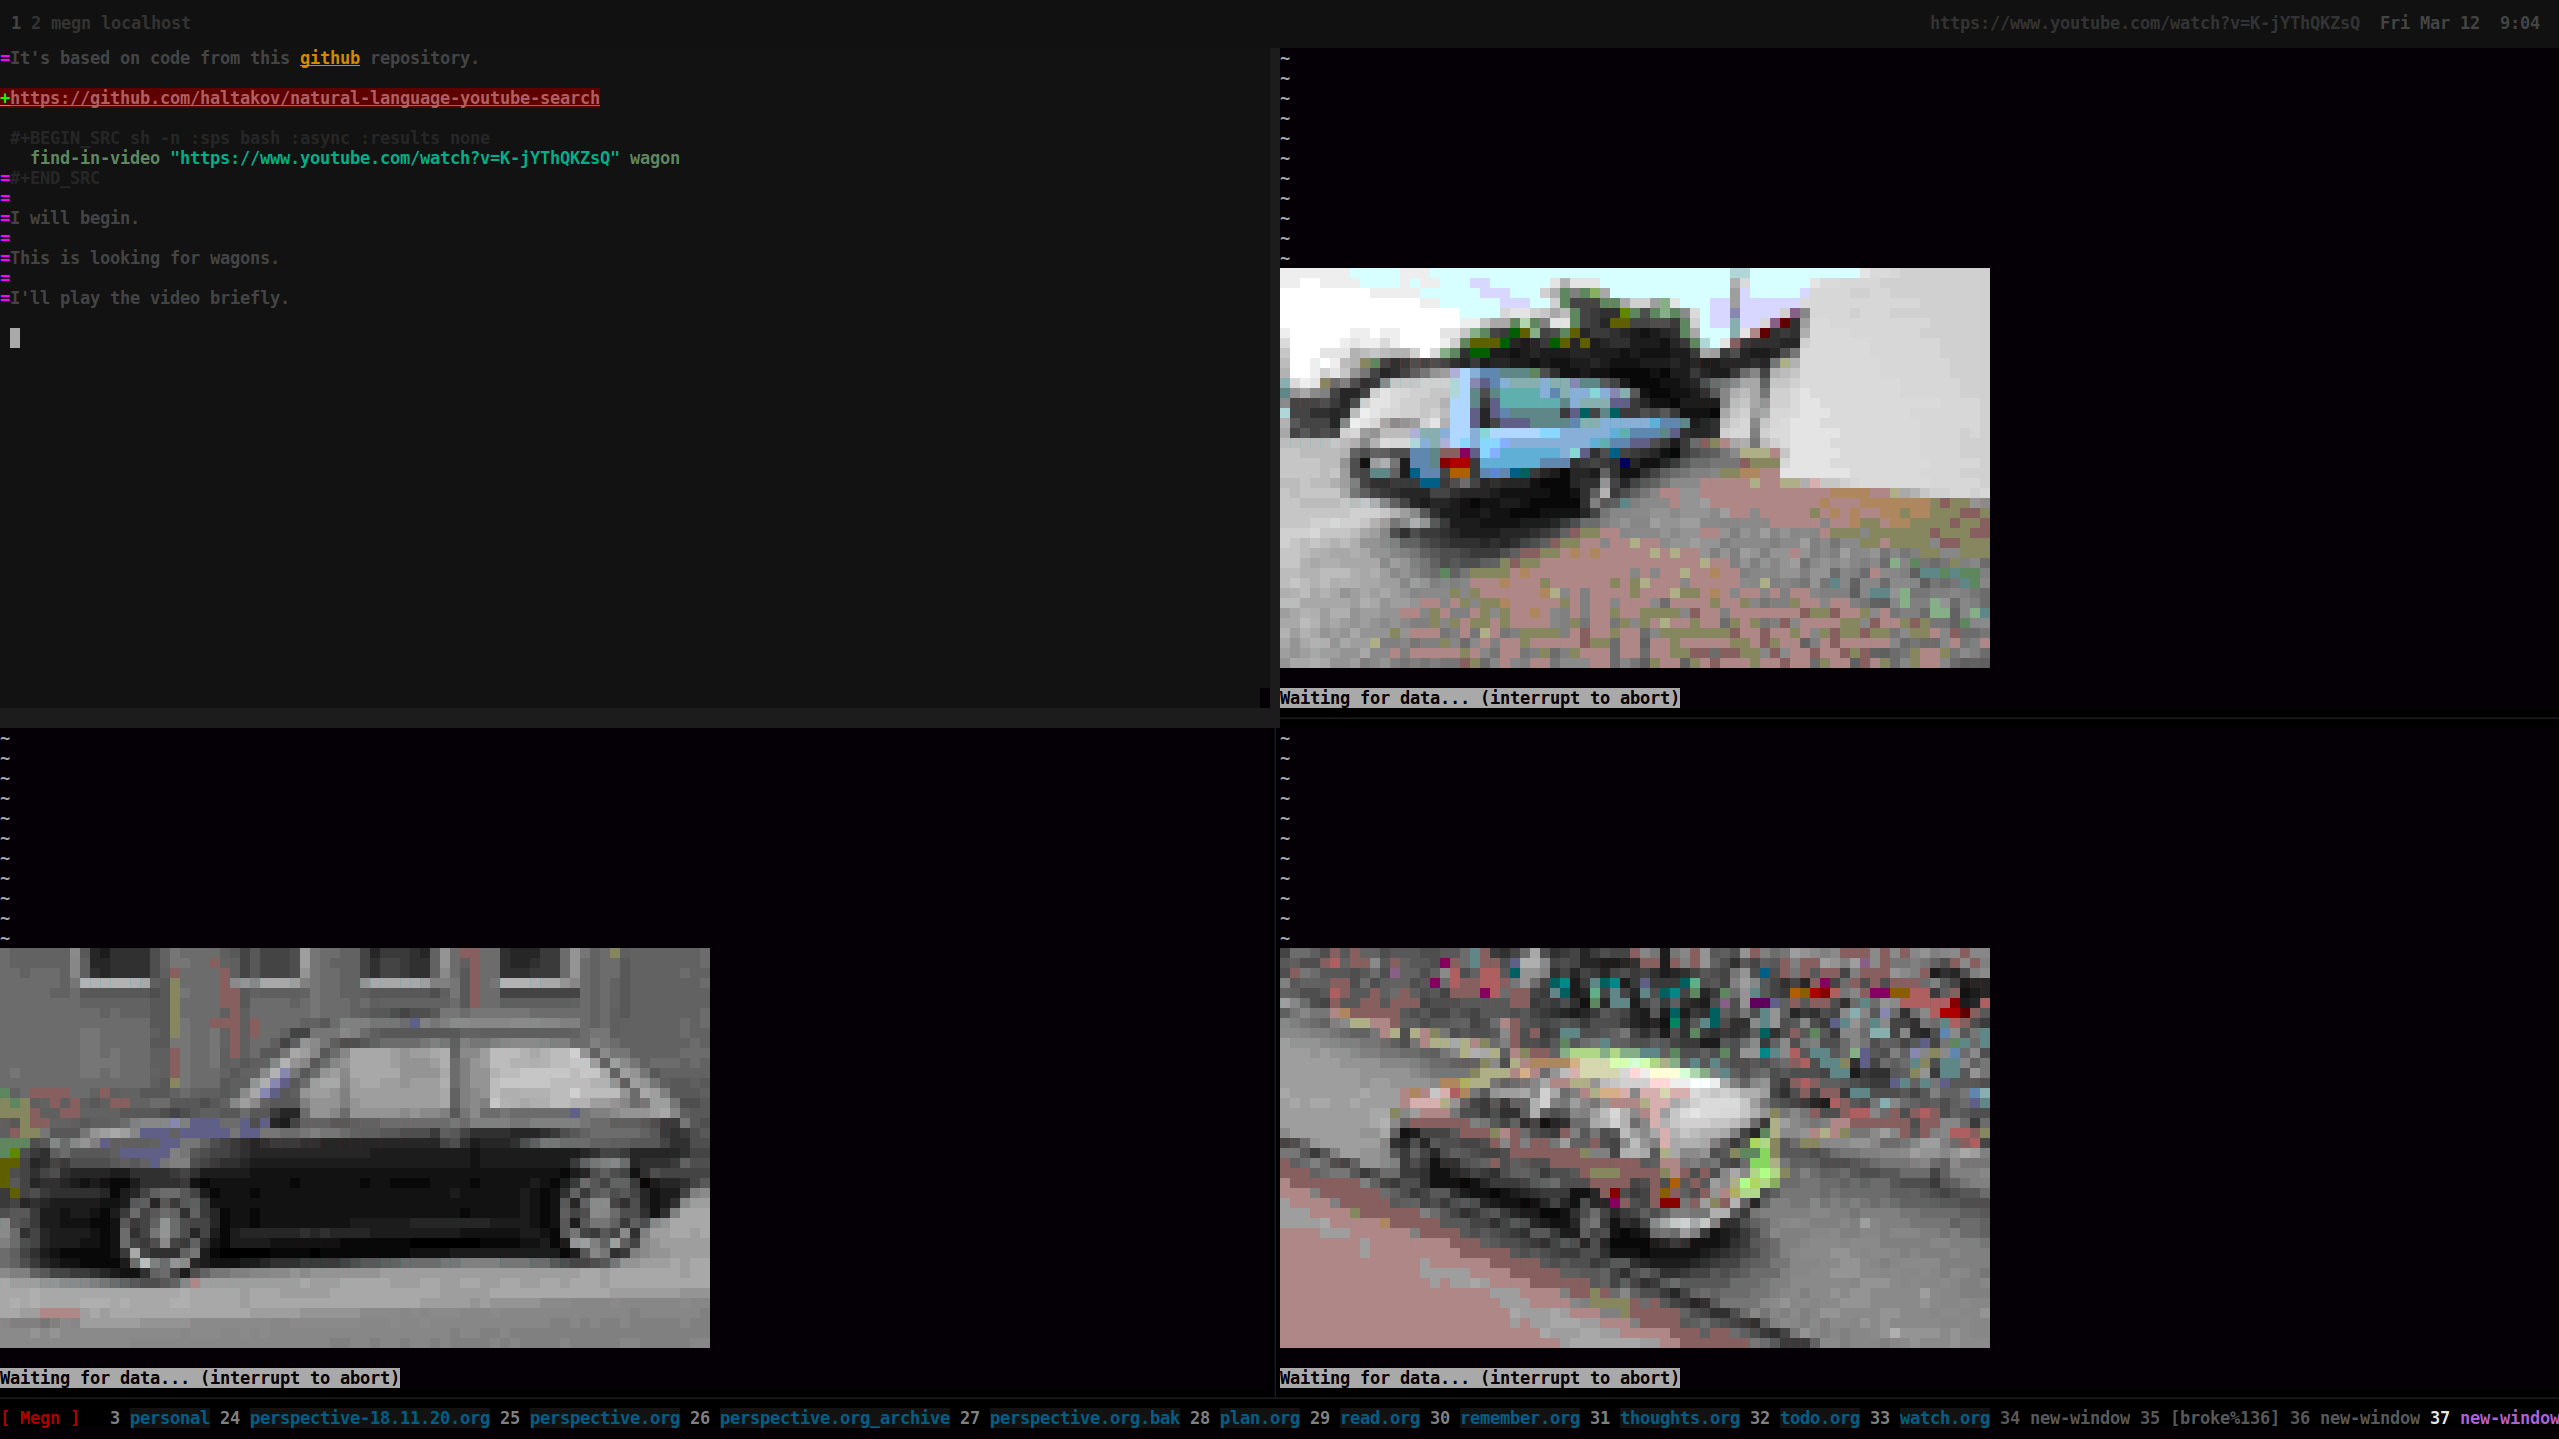 1 2 megn localhost https://www.youtube.com/watch?v=K-jYThQKZsQ Fri Mar 12 9:04
=It's based on code from this github repository.
+https://github.com/haltakov/natural-language-youtube-search
#+BEGIN_SRC sh -n :sps bash :async :results none
find-in-video "https://www.youtube.com/watch?v=K-jYThQKZsQ" wagon
=#+END_SRC
=
=I will begin.
=
=This is looking for wagons.
=
=I'll play the video briefly.
~
~
~
~
~
~
~
~
~
~
~
Waiting for data... (interrupt to abort)
~
~
~
~
~
~
~
~
~
~
~
Waiting for data... (interrupt to abort)
~
~
~
~
~
~
~
~
~
~
~
Waiting for data... (interrupt to abort)
[ Megn ] 3 personal 24 perspective-18.11.20.org 25 perspective.org 26 perspective.org_archive 27 perspective.org.bak 28 plan.org 29 read.org 30 remember.org 31 thoughts.org 32 todo.org 33 watch.org 34 new-window 35 [broke%136] 36 new-window 37 new-window